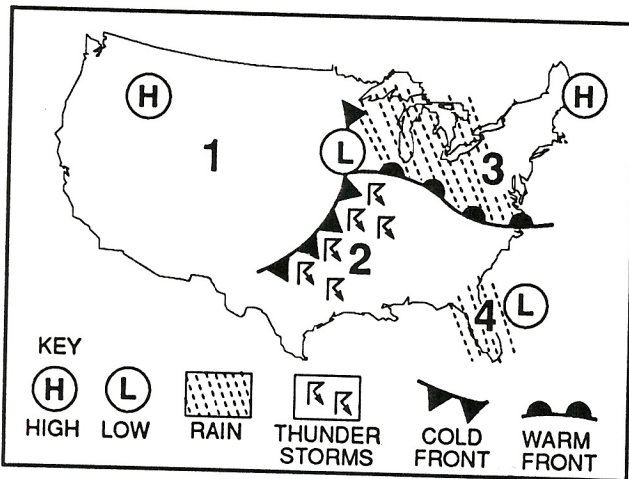 H
H
1
L
3
2
4
L
KEY
H L
HIGH LOW RAIN THUNDER STORMS COLD FRONT WARM FRONT